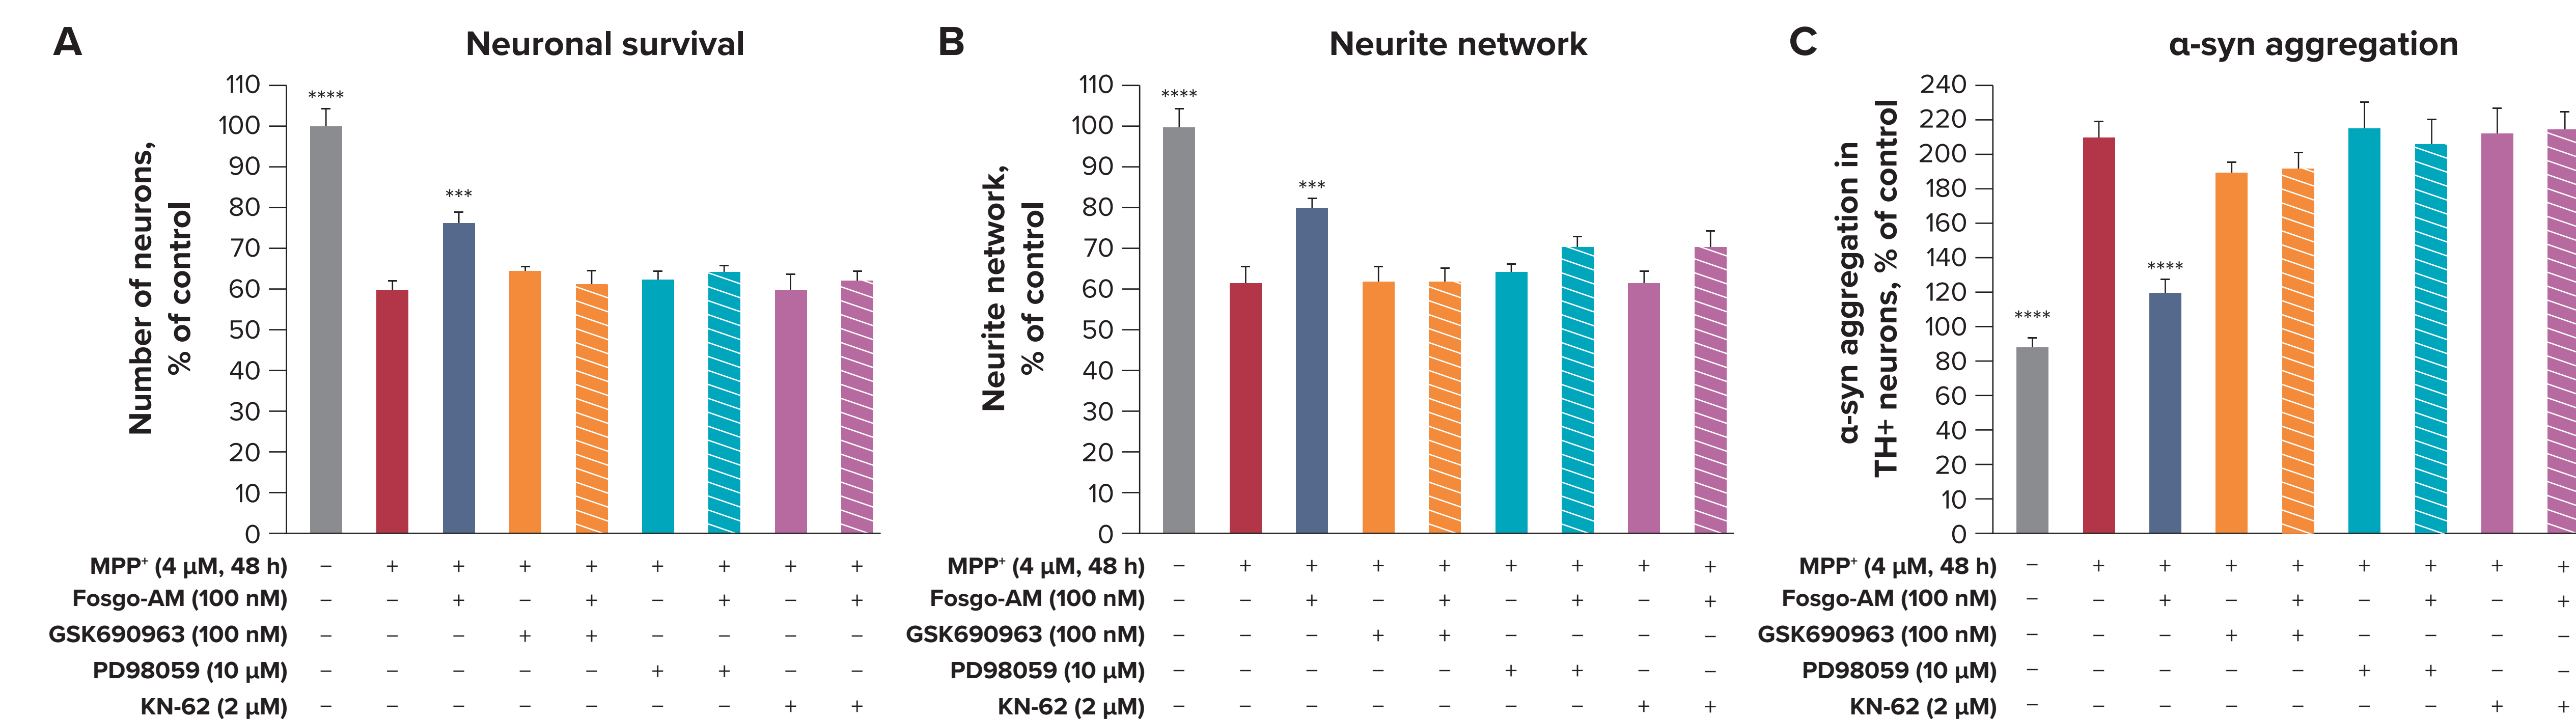 A
Neuronal survival
Number of neurons,
% of control
110
100
90
80
70
60
50
40
30
20
10
0
****
***
MPP⁺ (4 µM, 48 h) – + + + + + + + +
Fosgo-AM (100 nM) – – + – + – + – +
GSK690963 (100 nM) – – – + + – – – –
PD98059 (10 µM) – – – – – + + – –
KN-62 (2 µM) – – – – – – – + +
B
Neurite network
Neurite network,
% of control
110
100
90
80
70
60
50
40
30
20
10
0
****
***
MPP⁺ (4 µM, 48 h) – + + + + + + + +
Fosgo-AM (100 nM) – – + – + – + – +
GSK690963 (100 nM) – – – + + – – – –
PD98059 (10 µM) – – – – – + + – –
KN-62 (2 µM) – – – – – – – + +
C
α-syn aggregation
α-syn aggregation in
TH+ neurons, % of control
240
220
200
180
160
140
120
100
80
60
40
20
10
0
****
****
MPP⁺ (4 µM, 48 h) – + + + + + + + +
Fosgo-AM (100 nM) – – + – + – + – +
GSK690963 (100 nM) – – – + + – – – –
PD98059 (10 µM) – – – – – + + – –
KN-62 (2 µM) – – – – – – – + +